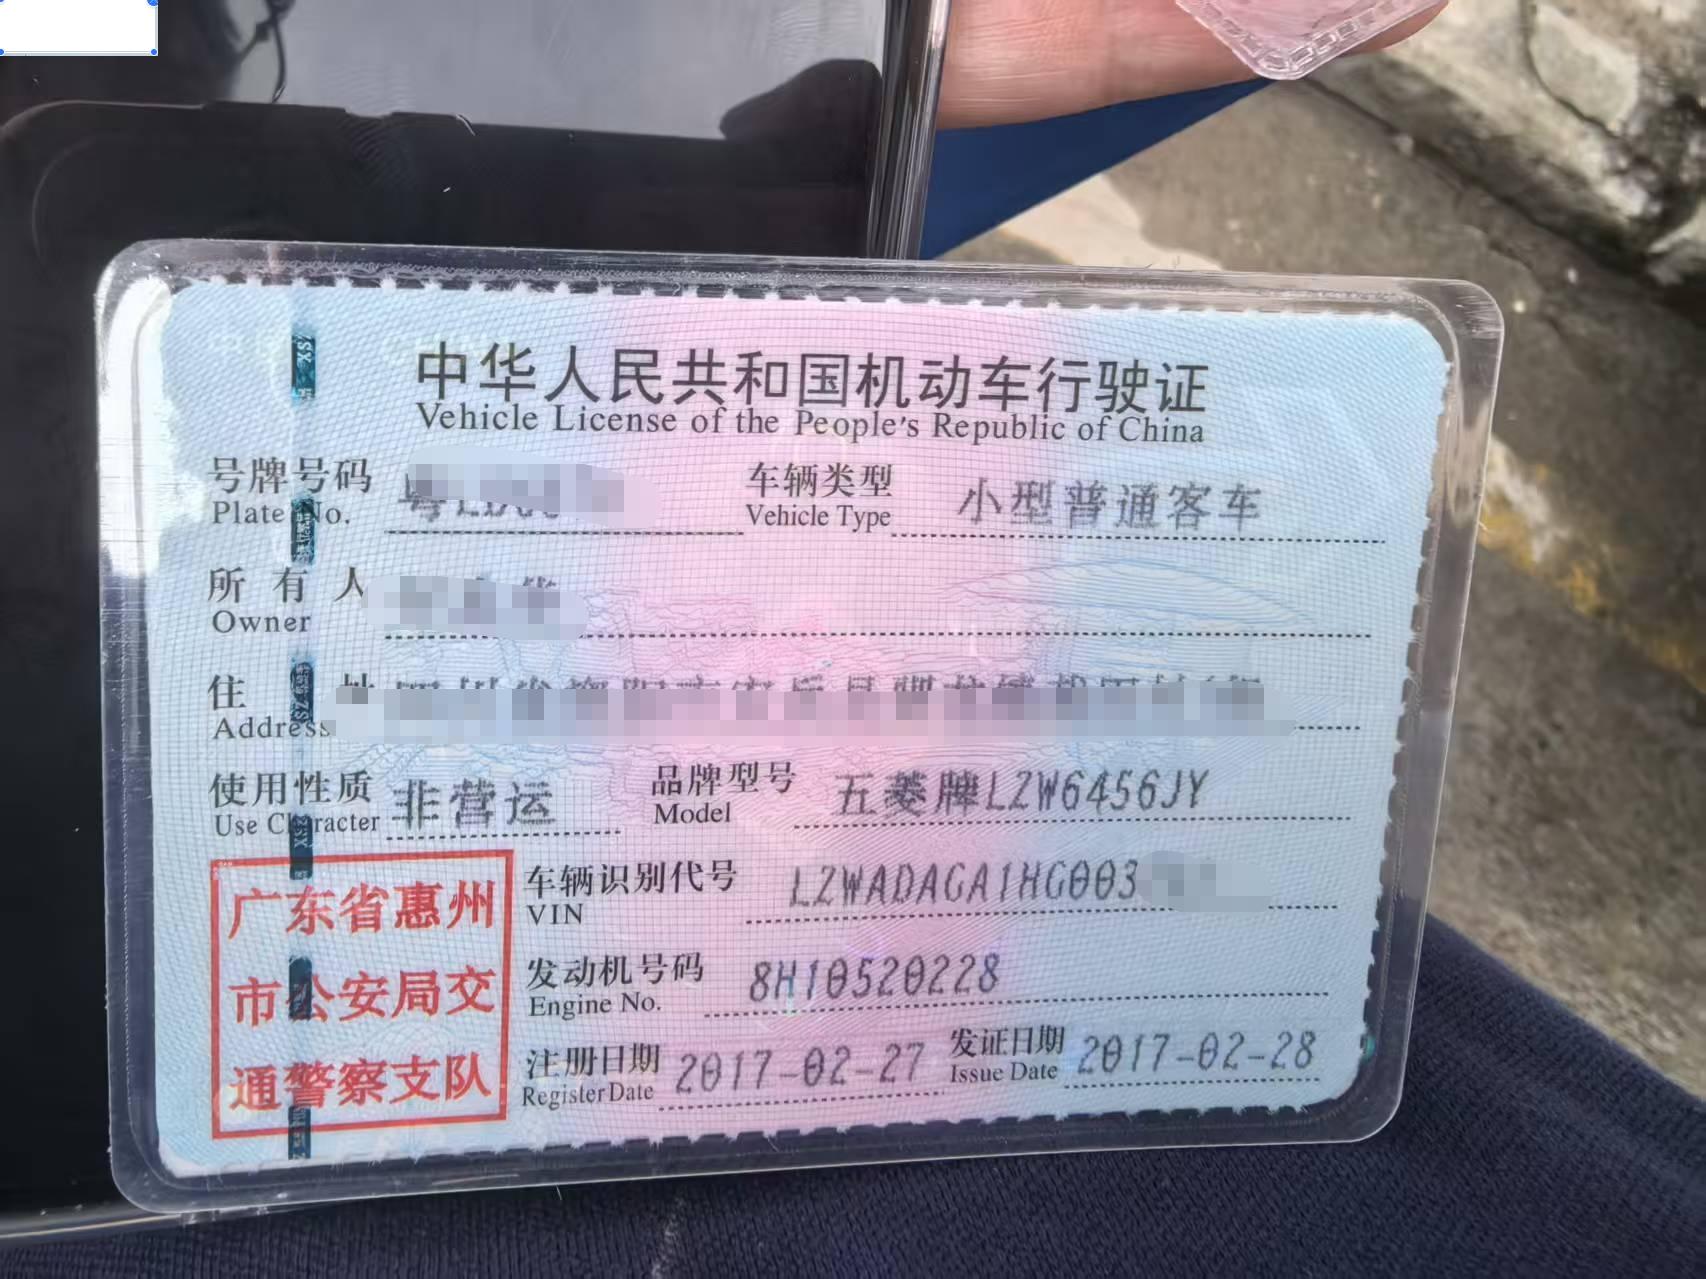 中华人民共和国机动车行驶证
Vehicle License of the People's Republic of China
号牌号码 车辆类型 小型普通客车
Plate No. Vehicle Type
所有人
Owner
住址
Address
使用性质 非营运 品牌型号 五菱牌LZW6456JY
Use Character Model
车辆识别代号 LZWADAGA1HG003
VIN
发动机号码 8H10520228
Engine No.
注册日期 2017-02-27 发证日期 2017-02-28
Register Date Issue Date
广东省惠州
市公安局交
通警察支队